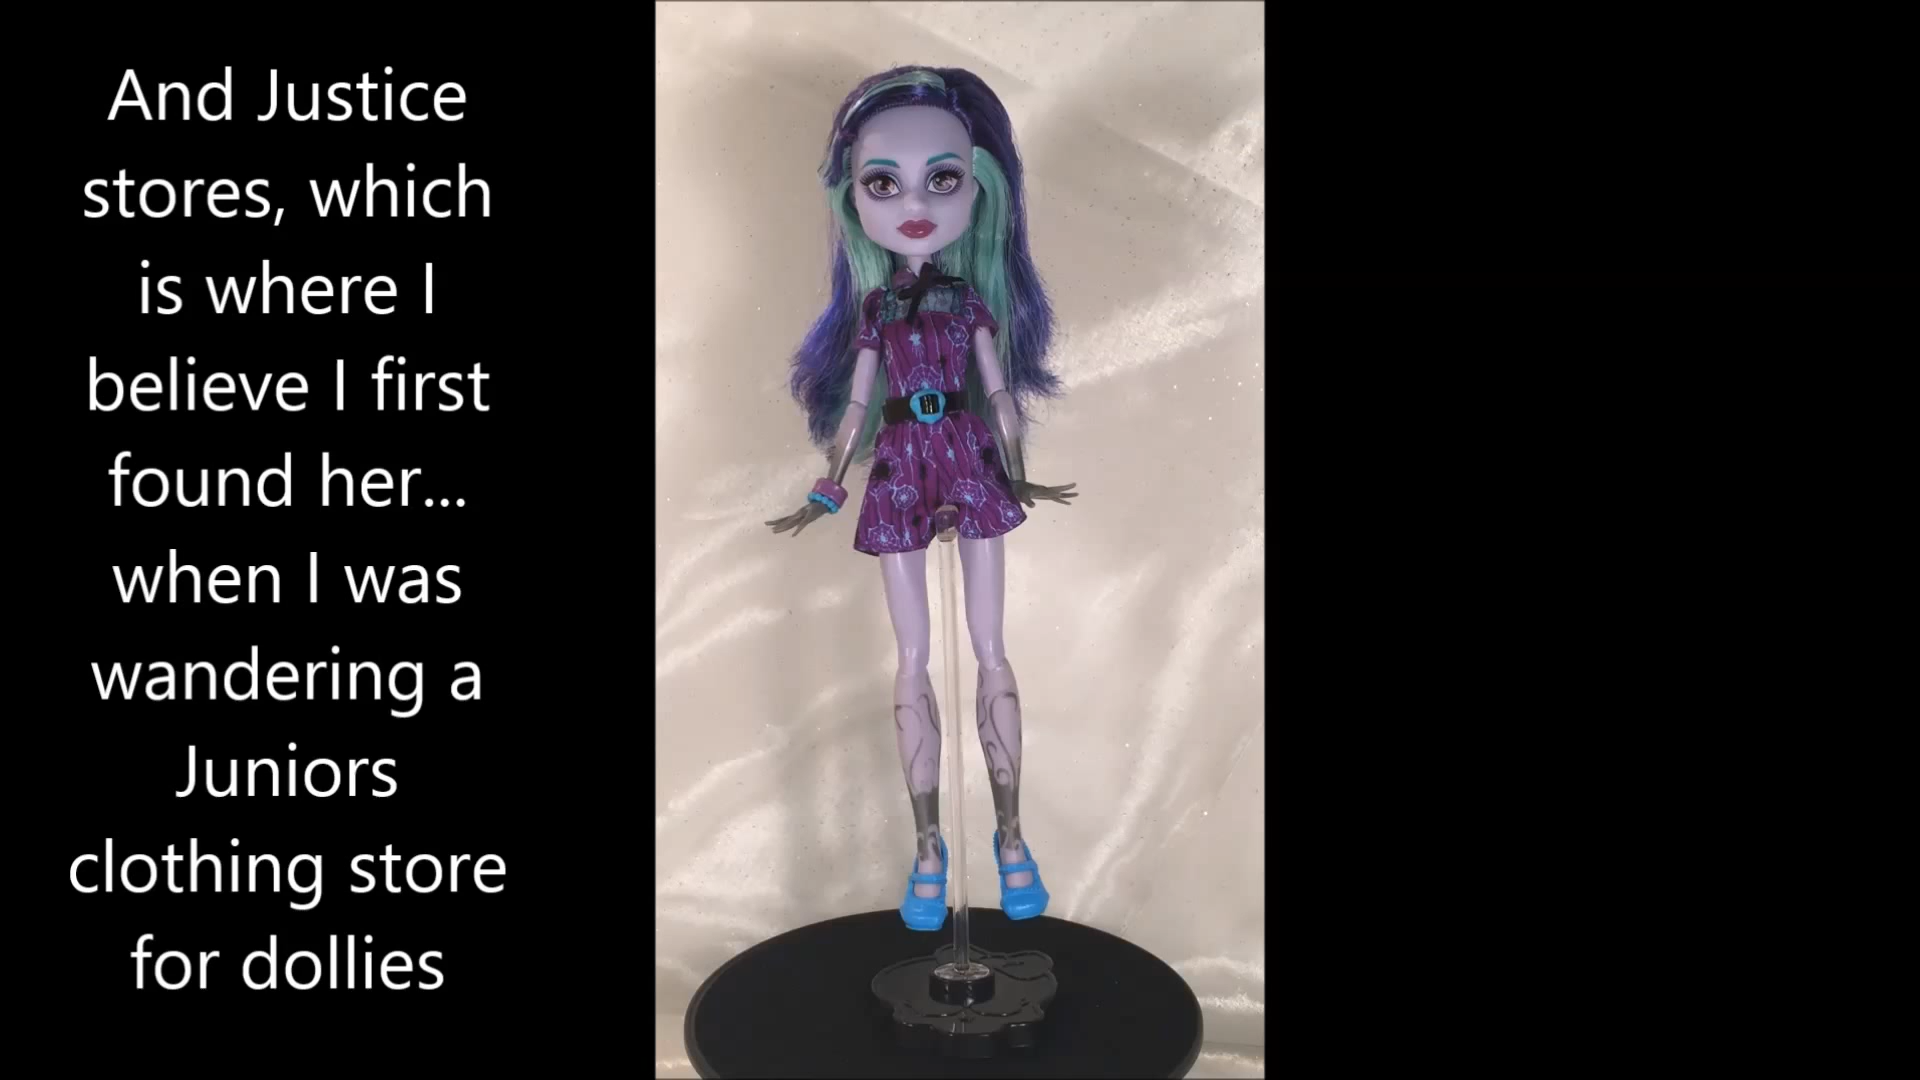 And Justice
stores, which
is where I
believe I first
found her...
when I was
wandering a
Juniors
clothing store
for dollies